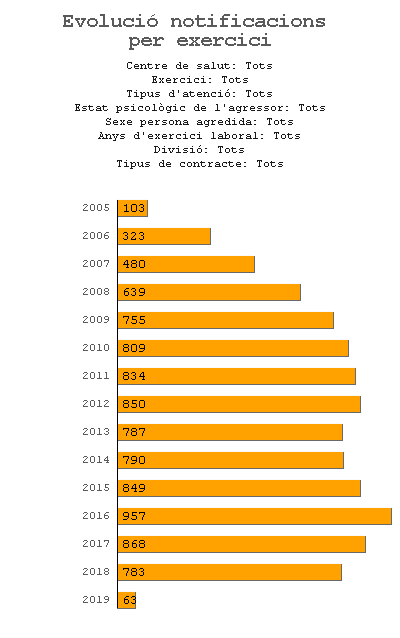 Evolució notificacions
per exercici
Centre de salut: Tots
Exercici: Tots
Tipus d'atenció: Tots
Estat psicològic de l'agressor: Tots
Sexe persona agredida: Tots
Anys d'exercici laboral: Tots
Divisió: Tots
Tipus de contracte: Tots
2005 103
2006 323
2007 480
2008 639
2009 755
2010 809
2011 834
2012 850
2013 787
2014 790
2015 849
2016 957
2017 868
2018 783
2019 63